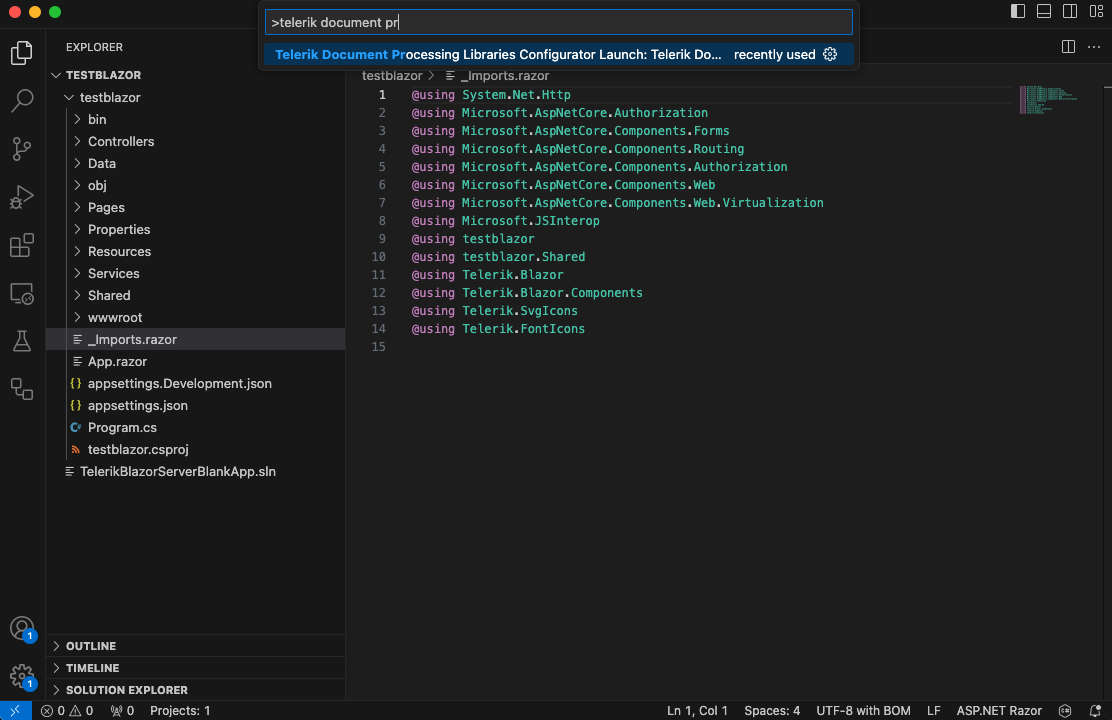 >telerik document pr
Telerik Document Processing Libraries Configurator Launch: Telerik Do... recently used
EXPLORER
TESTBLAZOR
testblazor
bin
Controllers
Data
obj
Pages
Properties
Resources
Services
Shared
wwwroot
_Imports.razor
App.razor
{} appsettings.Development.json
{} appsettings.json
C# Program.cs
testblazor.csproj
TelerikBlazorServerBlankApp.sln
OUTLINE
TIMELINE
SOLUTION EXPLORER
1
1
testblazor > _Imports.razor
1 @using System.Net.Http
2 @using Microsoft.AspNetCore.Authorization
3 @using Microsoft.AspNetCore.Components.Forms
4 @using Microsoft.AspNetCore.Components.Routing
5 @using Microsoft.AspNetCore.Components.Authorization
6 @using Microsoft.AspNetCore.Components.Web
7 @using Microsoft.AspNetCore.Components.Web.Virtualization
8 @using Microsoft.JSInterop
9 @using testblazor
10 @using testblazor.Shared
11 @using Telerik.Blazor
12 @using Telerik.Blazor.Components
13 @using Telerik.SvgIcons
14 @using Telerik.FontIcons
15
0 0 0 Projects: 1 Ln 1, Col 1 Spaces: 4 UTF-8 with BOM LF ASP.NET Razor